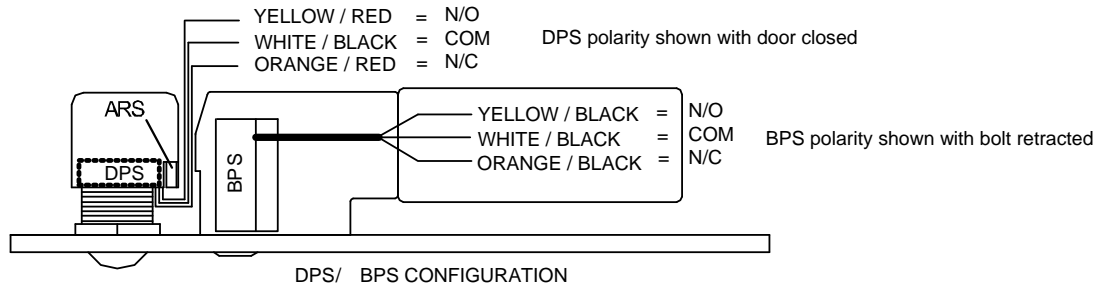 YELLOW / RED = N/O
WHITE / BLACK = COM
ORANGE / RED = N/C
DPS polarity shown with door closed
ARS
DPS
BPS
YELLOW / BLACK = N/O
WHITE / BLACK = COM
ORANGE / BLACK = N/C
BPS polarity shown with bolt retracted
DPS/ BPS CONFIGURATION